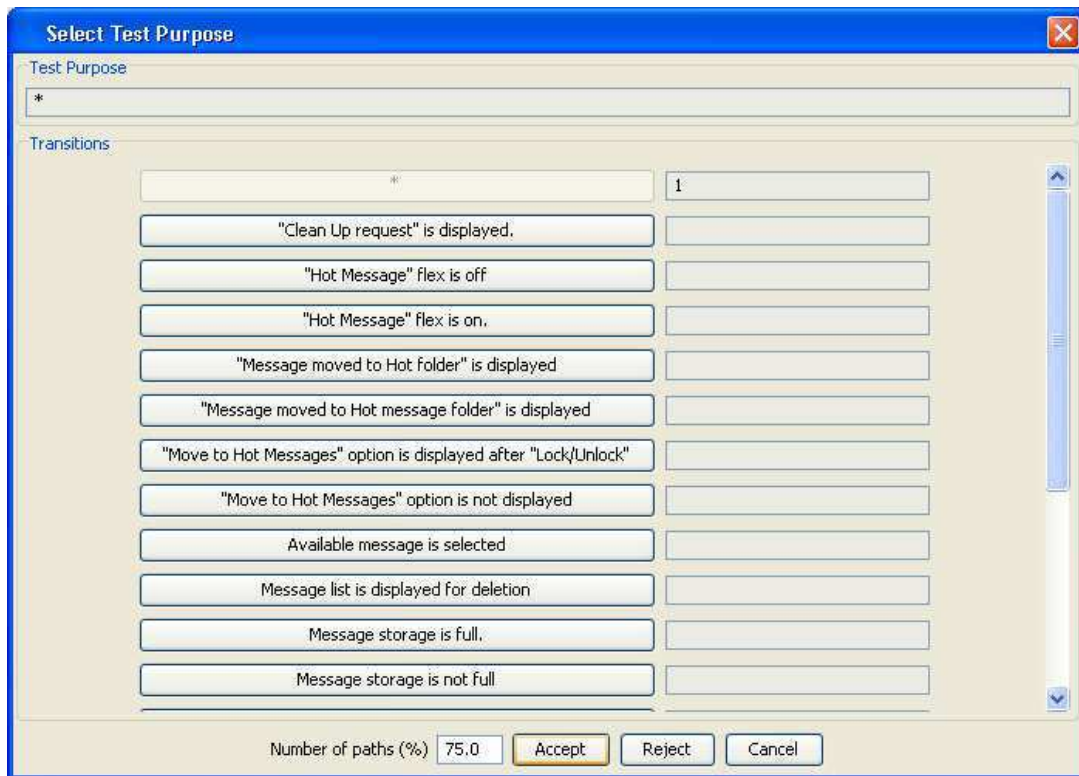 Select Test Purpose
Test Purpose
*
Transitions
* 1
"Clean Up request" is displayed.
"Hot Message" flex is off
"Hot Message" flex is on.
"Message moved to Hot folder" is displayed
"Message moved to Hot message folder" is displayed
"Move to Hot Messages" option is displayed after "Lock/Unlock"
"Move to Hot Messages" option is not displayed
Available message is selected
Message list is displayed for deletion
Message storage is full.
Message storage is not full
Number of paths (%) 75.0 Accept Reject Cancel